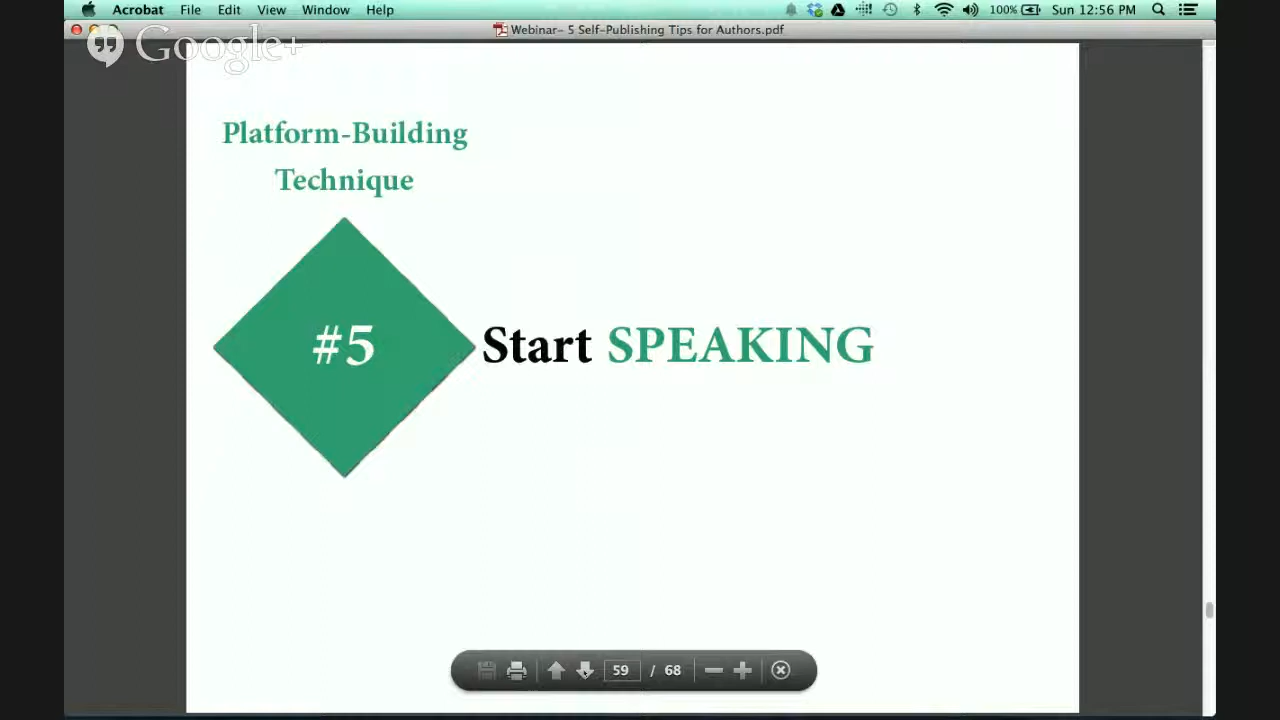 Acrobat File Edit View Window Help 100% Sun 12:56 PM
Webinar– 5 Self-Publishing Tips for Authors.pdf
Google+
Platform-Building
Technique
#5
Start SPEAKING
59 / 68